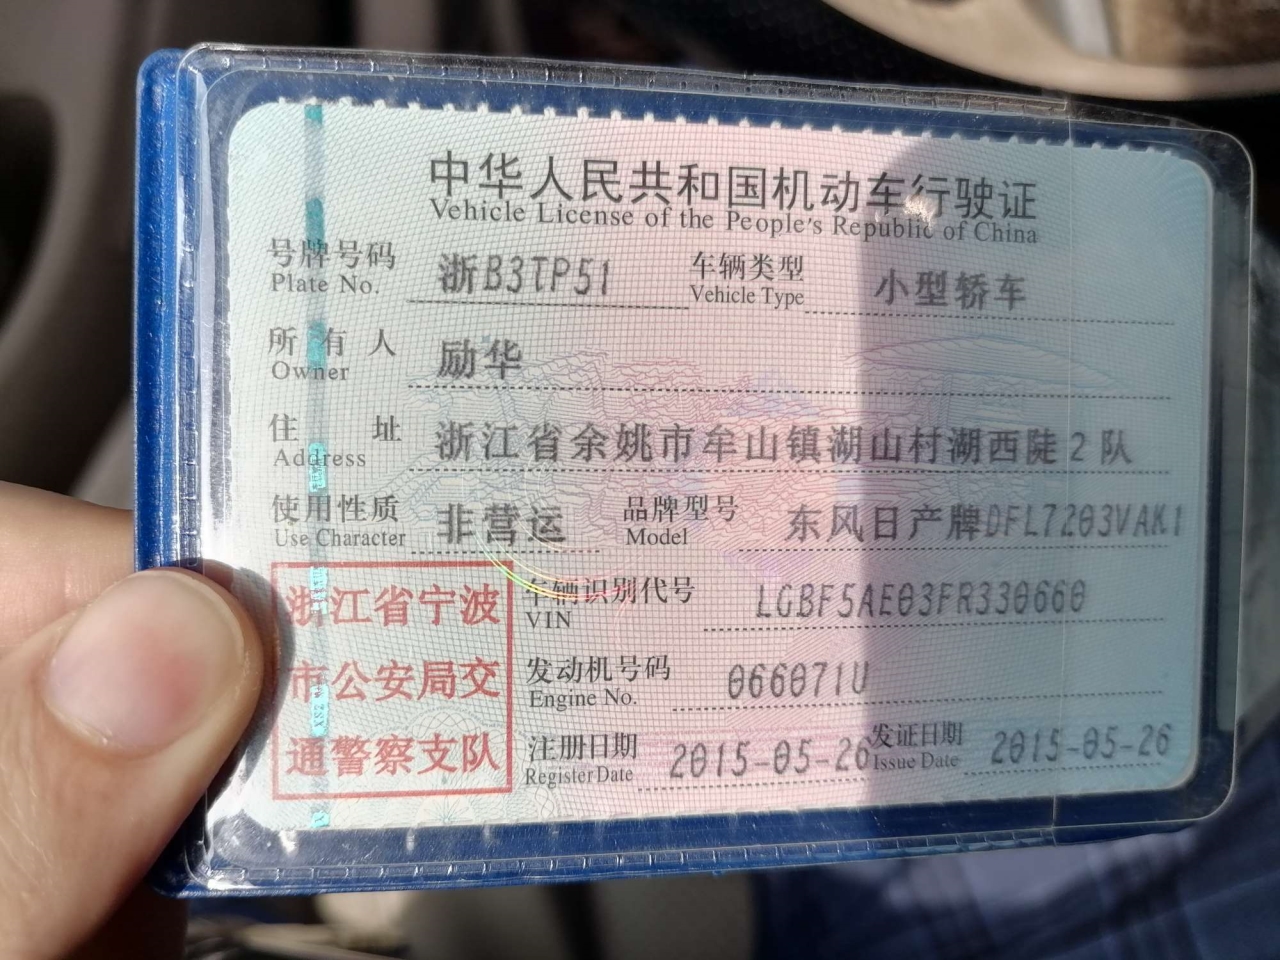 中华人民共和国机动车行驶证
Vehicle License of the People's Republic of China
号牌号码 浙B3TP51 车辆类型 小型轿车
Plate No. Vehicle Type
所有人 励华
Owner
住址 浙江省余姚市牟山镇湖山村湖西陡2队
Address
使用性质 非营运 品牌型号 东风日产牌DFL7203VAK1
Use Character Model
浙江省宁波
市公安局交
通警察支队
车辆识别代号 LGBF5AE03FR330660
VIN
发动机号码 066071U
Engine No.
注册日期 2015-05-26 发证日期 2015-05-26
Register Date Issue Date